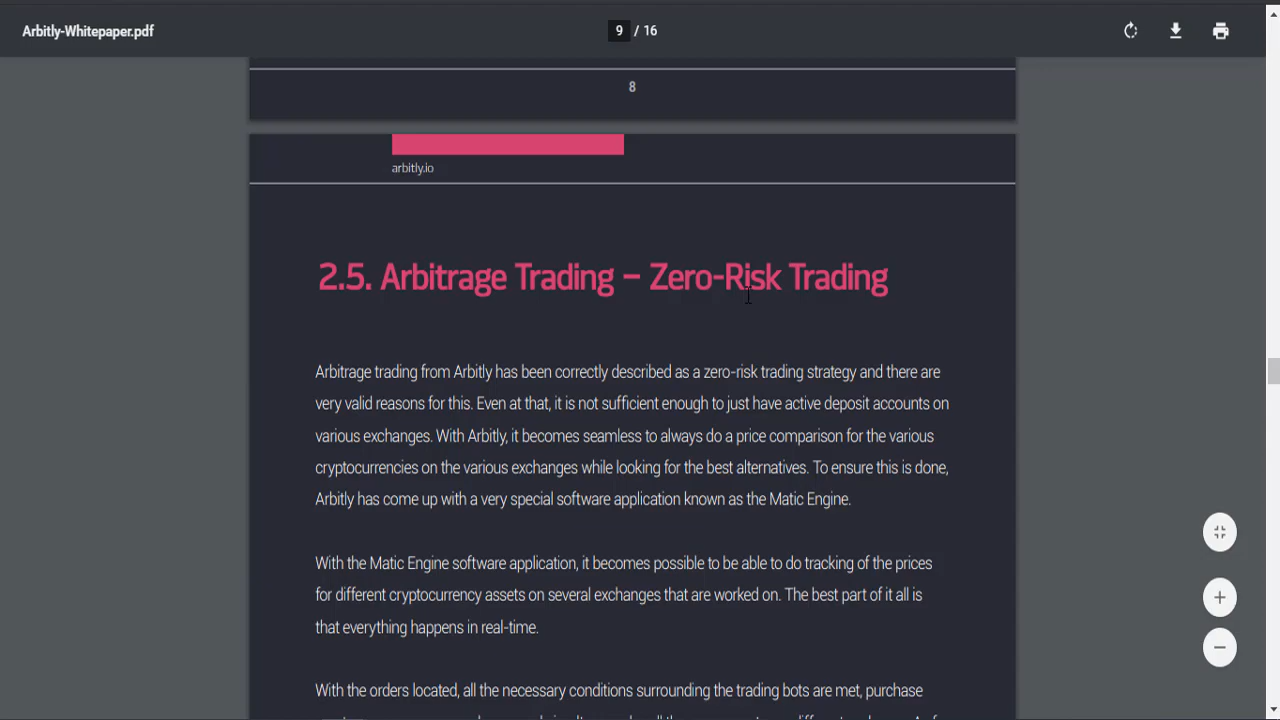 Arbitly-Whitepaper.pdf
9 / 16
8
arbitly.io
2.5. Arbitrage Trading – Zero-Risk Trading
Arbitrage trading from Arbitly has been correctly described as a zero-risk trading strategy and there are
very valid reasons for this. Even at that, it is not sufficient enough to just have active deposit accounts on
various exchanges. With Arbitly, it becomes seamless to always do a price comparison for the various
cryptocurrencies on the various exchanges while looking for the best alternatives. To ensure this is done,
Arbitly has come up with a very special software application known as the Matic Engine.
With the Matic Engine software application, it becomes possible to be able to do tracking of the prices
for different cryptocurrency assets on several exchanges that are worked on. The best part of it all is
that everything happens in real-time.
With the orders located, all the necessary conditions surrounding the trading bots are met, purchase